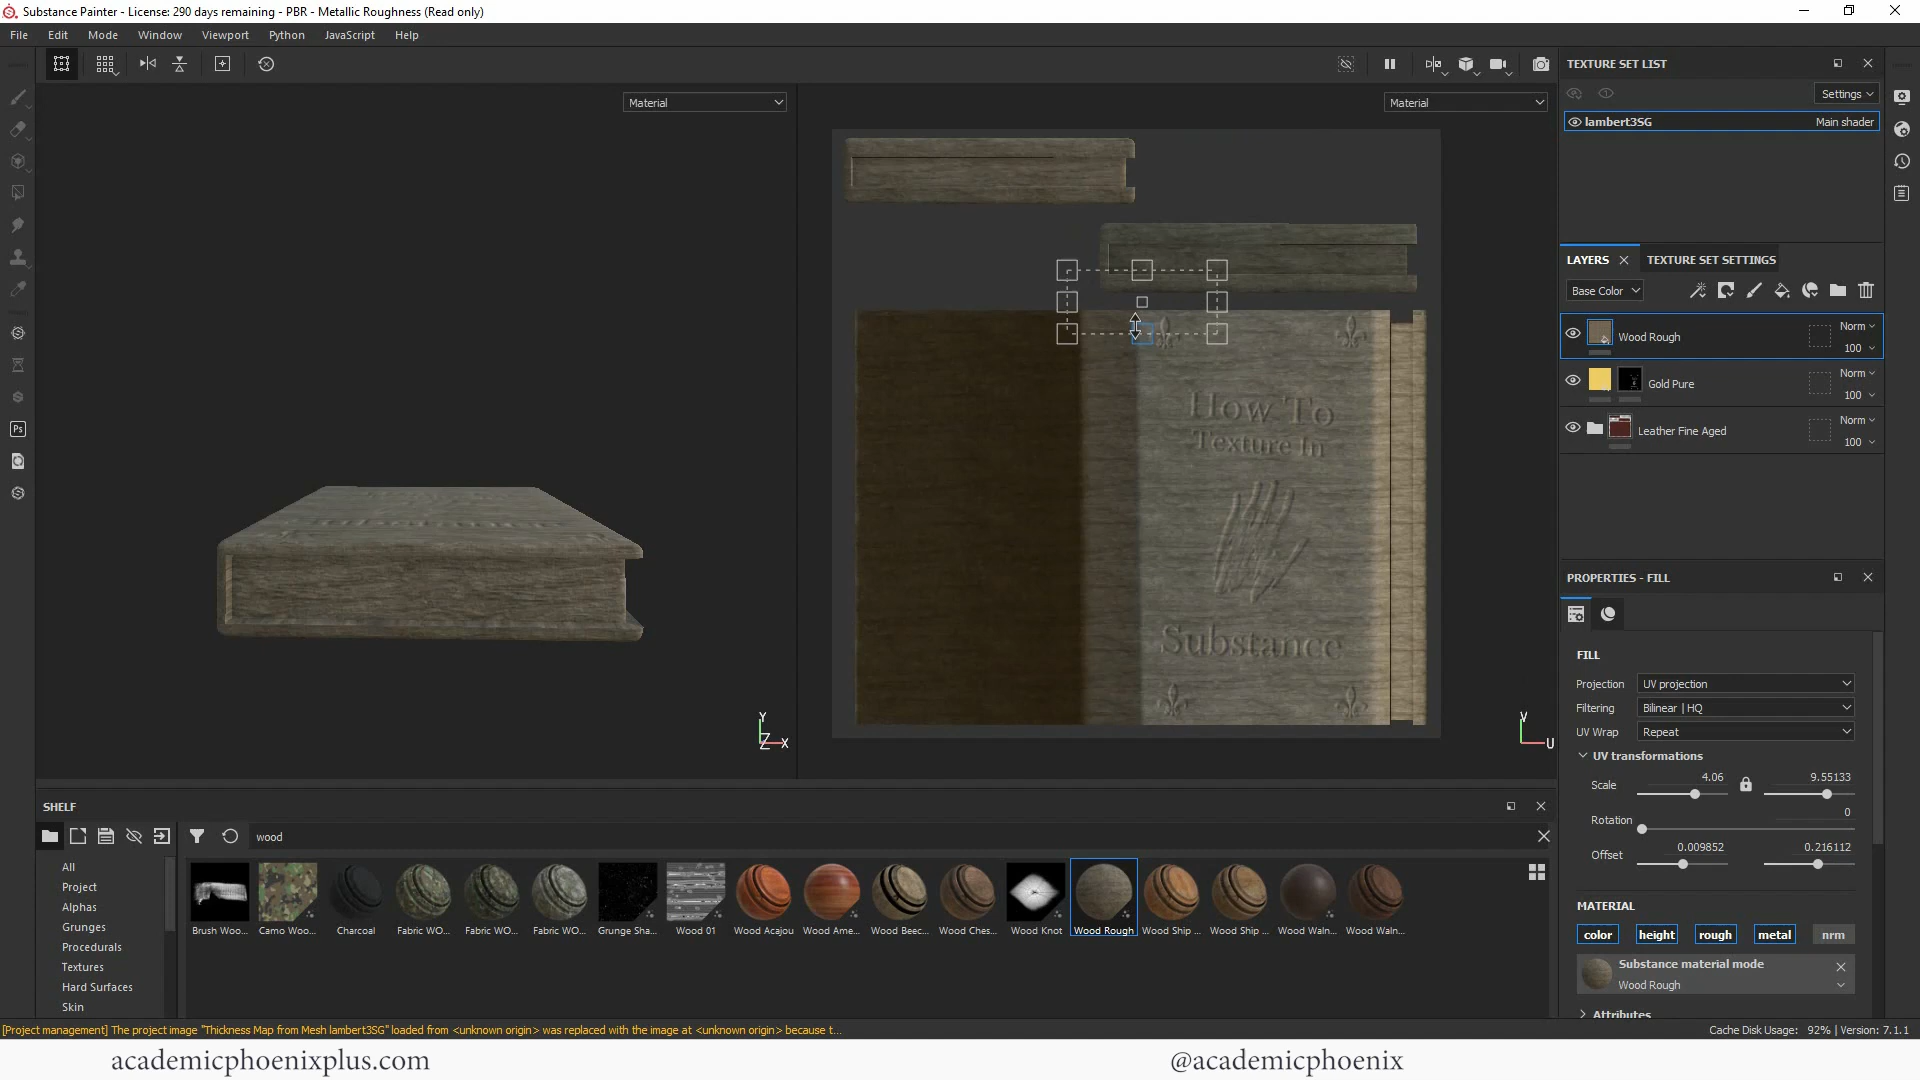 Substance Painter - License: 290 days remaining - PBR - Metallic Roughness (Read only)
File Edit Mode Window Viewport Python JavaScript Help
Material
Material
TEXTURE SET LIST
Settings
lambert3SG Main shader
LAYERS TEXTURE SET SETTINGS
Base Color
Wood Rough Norm
100
Gold Pure Norm
100
Leather Fine Aged Norm
100
How To
Texture In
Substance
Y
Z X
V
U
Ps
PROPERTIES - FILL
FILL
Projection UV projection
Filtering Bilinear | HQ
UV Wrap Repeat
UV transformations
Scale 4.06 9.55133
Rotation 0
Offset 0.009852 0.216112
MATERIAL
color height rough metal nrm
Substance material mode
Wood Rough
Attributes
SHELF
wood
All
Project
Alphas
Grunges
Procedurals
Textures
Hard Surfaces
Skin
Brush Woo... Camo Woo... Charcoal Fabric WO... Fabric WO... Fabric WO... Grunge Sha... Wood 01 Wood Acajou Wood Ame... Wood Beec... Wood Ches... Wood Knot Wood Rough Wood Ship ... Wood Ship ... Wood Waln... Wood Waln...
[Project management] The project image "Thickness Map from Mesh lambert3SG" loaded from <unknown origin> was replaced with the image at <unknown origin> because t...
Cache Disk Usage: 92% | Version: 7.1.1
academicphoenixplus.com
@academicphoenix